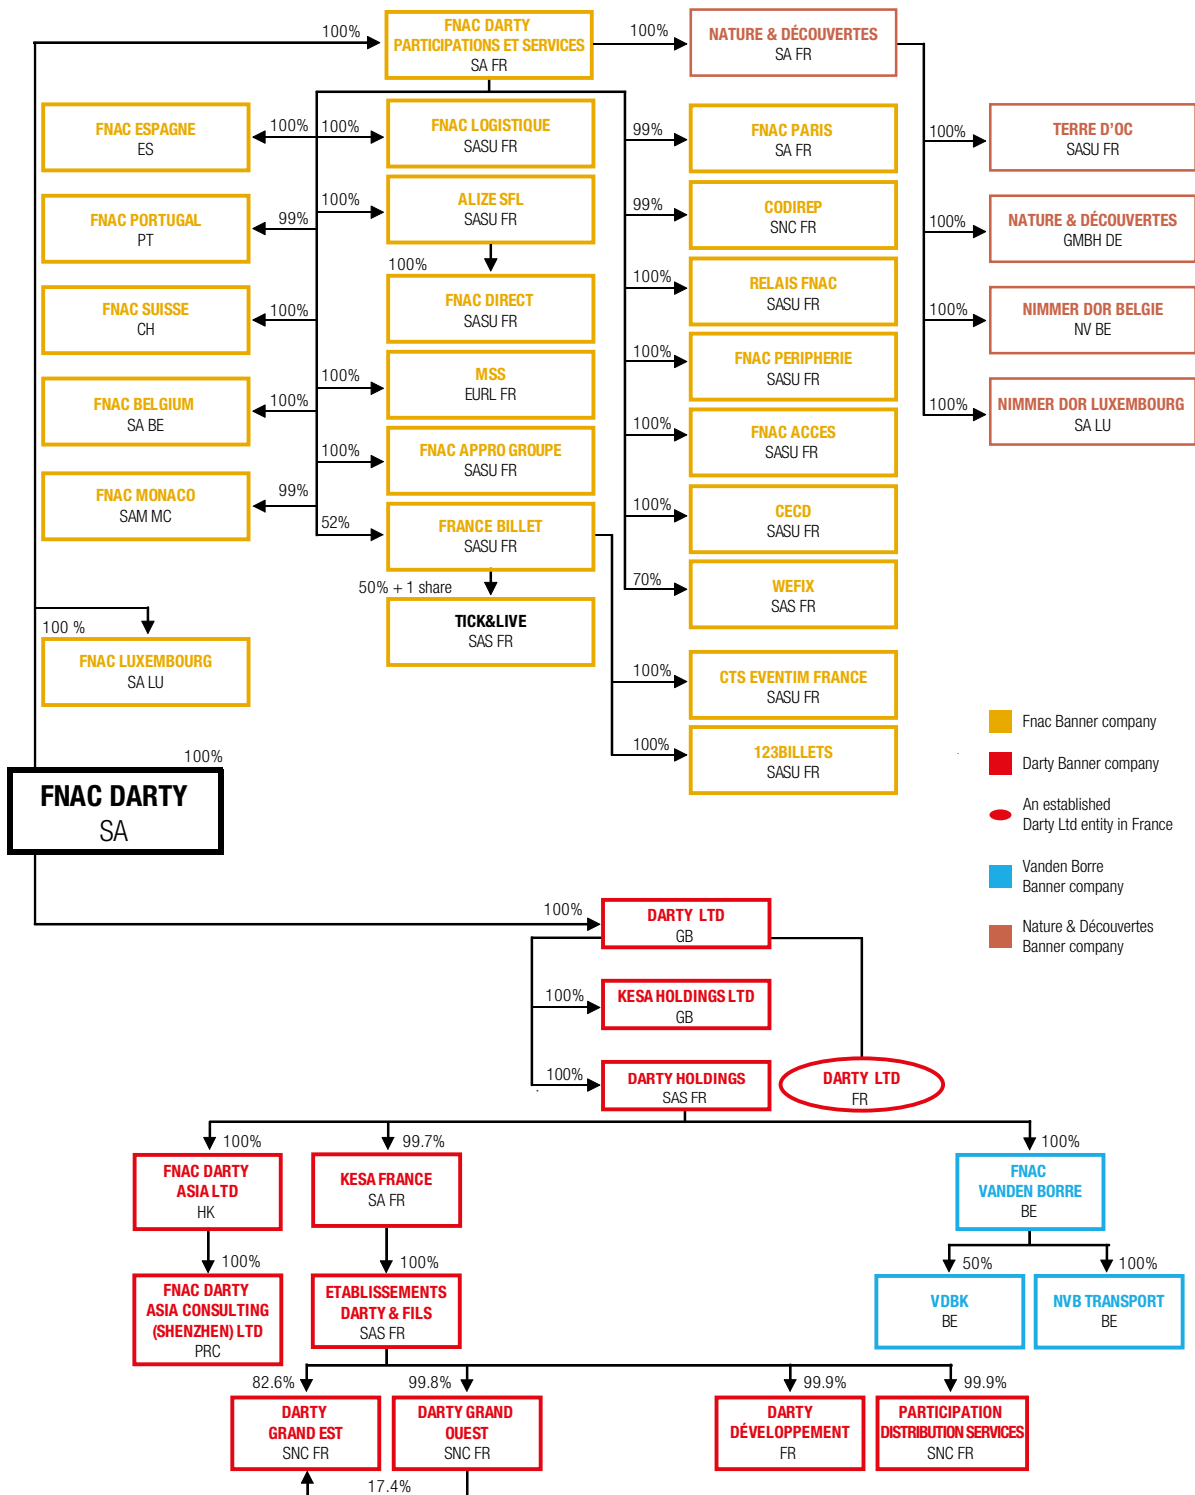 100%
FNAC DARTY
PARTICIPATIONS ET SERVICES
SA FR
100%
NATURE & DÉCOUVERTES
SA FR
FNAC ESPAGNE
ES
100%
100%
FNAC LOGISTIQUE
SASU FR
99%
FNAC PARIS
SA FR
100%
TERRE D'OC
SASU FR
FNAC PORTUGAL
PT
99%
100%
ALIZE SFL
SASU FR
99%
CODIREP
SNC FR
100%
NATURE & DÉCOUVERTES
GMBH DE
100%
FNAC DIRECT
SASU FR
FNAC SUISSE
CH
100%
100%
RELAIS FNAC
SASU FR
100%
NIMMER DOR BELGIE
NV BE
100%
MSS
EURL FR
100%
FNAC PERIPHERIE
SASU FR
FNAC BELGIUM
SA BE
100%
100%
NIMMER DOR LUXEMBOURG
SA LU
100%
FNAC APPRO GROUPE
SASU FR
100%
FNAC ACCES
SASU FR
FNAC MONACO
SAM MC
99%
52%
FRANCE BILLET
SASU FR
100%
CECD
SASU FR
50% + 1 share
TICK&LIVE
SAS FR
70%
WEFIX
SAS FR
100 %
FNAC LUXEMBOURG
SA LU
100%
CTS EVENTIM FRANCE
SASU FR
100%
123BILLETS
SASU FR
100%
FNAC DARTY
SA
Fnac Banner company
Darty Banner company
An established
Darty Ltd entity in France
Vanden Borre
Banner company
Nature & Découvertes
Banner company
100%
DARTY LTD
GB
100%
KESA HOLDINGS LTD
GB
100%
DARTY HOLDINGS
SAS FR
DARTY LTD
FR
100%
FNAC DARTY
ASIA LTD
HK
99.7%
KESA FRANCE
SA FR
100%
FNAC
VANDEN BORRE
BE
100%
FNAC DARTY
ASIA CONSULTING
(SHENZHEN) LTD
PRC
100%
ETABLISSEMENTS
DARTY & FILS
SAS FR
50%
VDBK
BE
100%
NVB TRANSPORT
BE
82.6%
DARTY
GRAND EST
SNC FR
99.8%
DARTY GRAND
OUEST
SNC FR
99.9%
DARTY
DÉVELOPPEMENT
FR
99.9%
PARTICIPATION
DISTRIBUTION SERVICES
SNC FR
17.4%